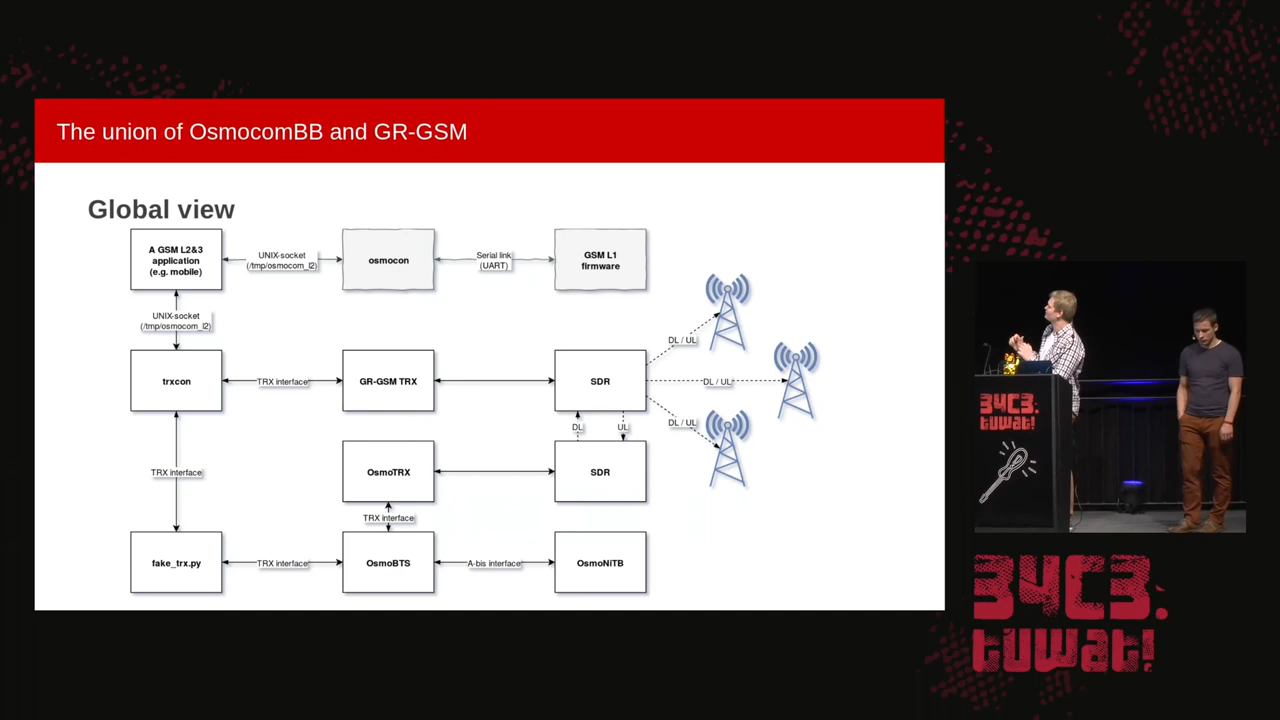 The union of OsmocomBB and GR-GSM
Global view
A GSM L2&3
application
(e.g. mobile)
UNIX-socket
(/tmp/osmocom_l2)
osmocon
Serial link
(UART)
GSM L1
firmware
UNIX-socket
(/tmp/osmocom_l2)
DL / UL
trxcon
TRX interface
GR-GSM TRX
SDR
DL / UL
DL
UL
DL / UL
TRX interface
OsmoTRX
SDR
TRX interface
fake_trx.py
TRX interface
OsmoBTS
A-bis interface
OsmoNiTB
34C3.
tuwat!
34C3.
tuwat!